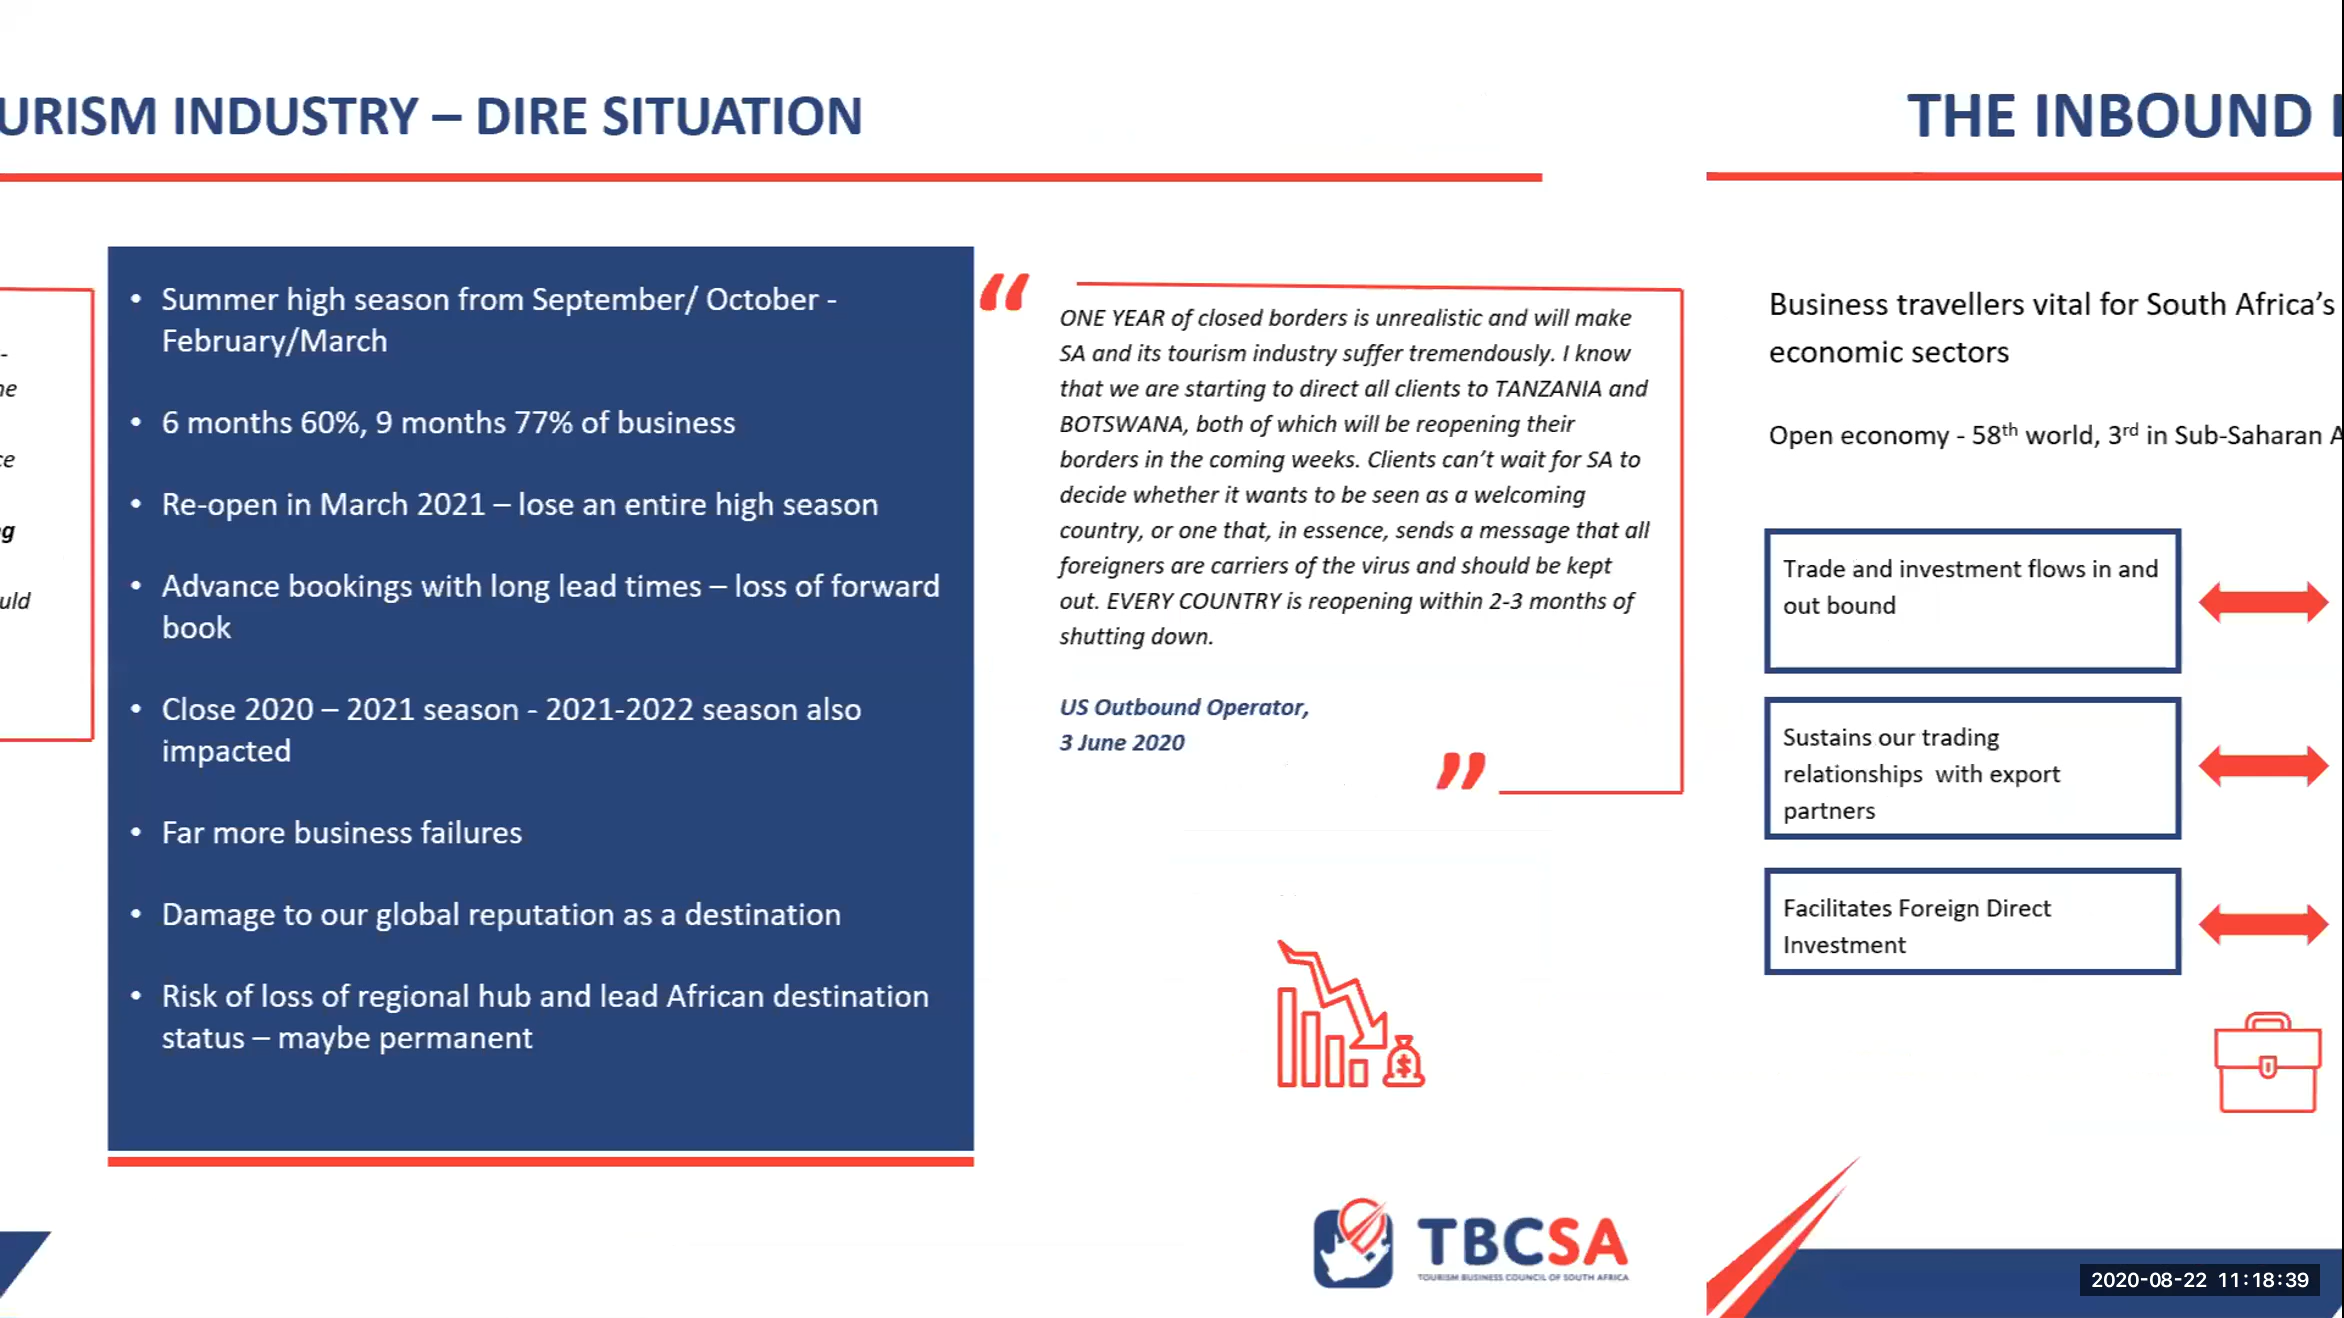 URISM INDUSTRY – DIRE SITUATION
THE INBOUND
• Summer high season from September/ October -
February/March
• 6 months 60%, 9 months 77% of business
• Re-open in March 2021 – lose an entire high season
• Advance bookings with long lead times – loss of forward
book
• Close 2020 – 2021 season - 2021-2022 season also
impacted
• Far more business failures
• Damage to our global reputation as a destination
• Risk of loss of regional hub and lead African destination
status – maybe permanent
“
ONE YEAR of closed borders is unrealistic and will make
SA and its tourism industry suffer tremendously. I know
that we are starting to direct all clients to TANZANIA and
BOTSWANA, both of which will be reopening their
borders in the coming weeks. Clients can’t wait for SA to
decide whether it wants to be seen as a welcoming
country, or one that, in essence, sends a message that all
foreigners are carriers of the virus and should be kept
out. EVERY COUNTRY is reopening within 2-3 months of
shutting down.
US Outbound Operator,
3 June 2020
”
$
TBCSA
TOURISM BUSINESS COUNCIL OF SOUTH AFRICA
Business travellers vital for South Africa’s
economic sectors
Open economy - 58th world, 3rd in Sub-Saharan A
Trade and investment flows in and
out bound
Sustains our trading
relationships with export
partners
Facilitates Foreign Direct
Investment
2020-08-22 11:18:39